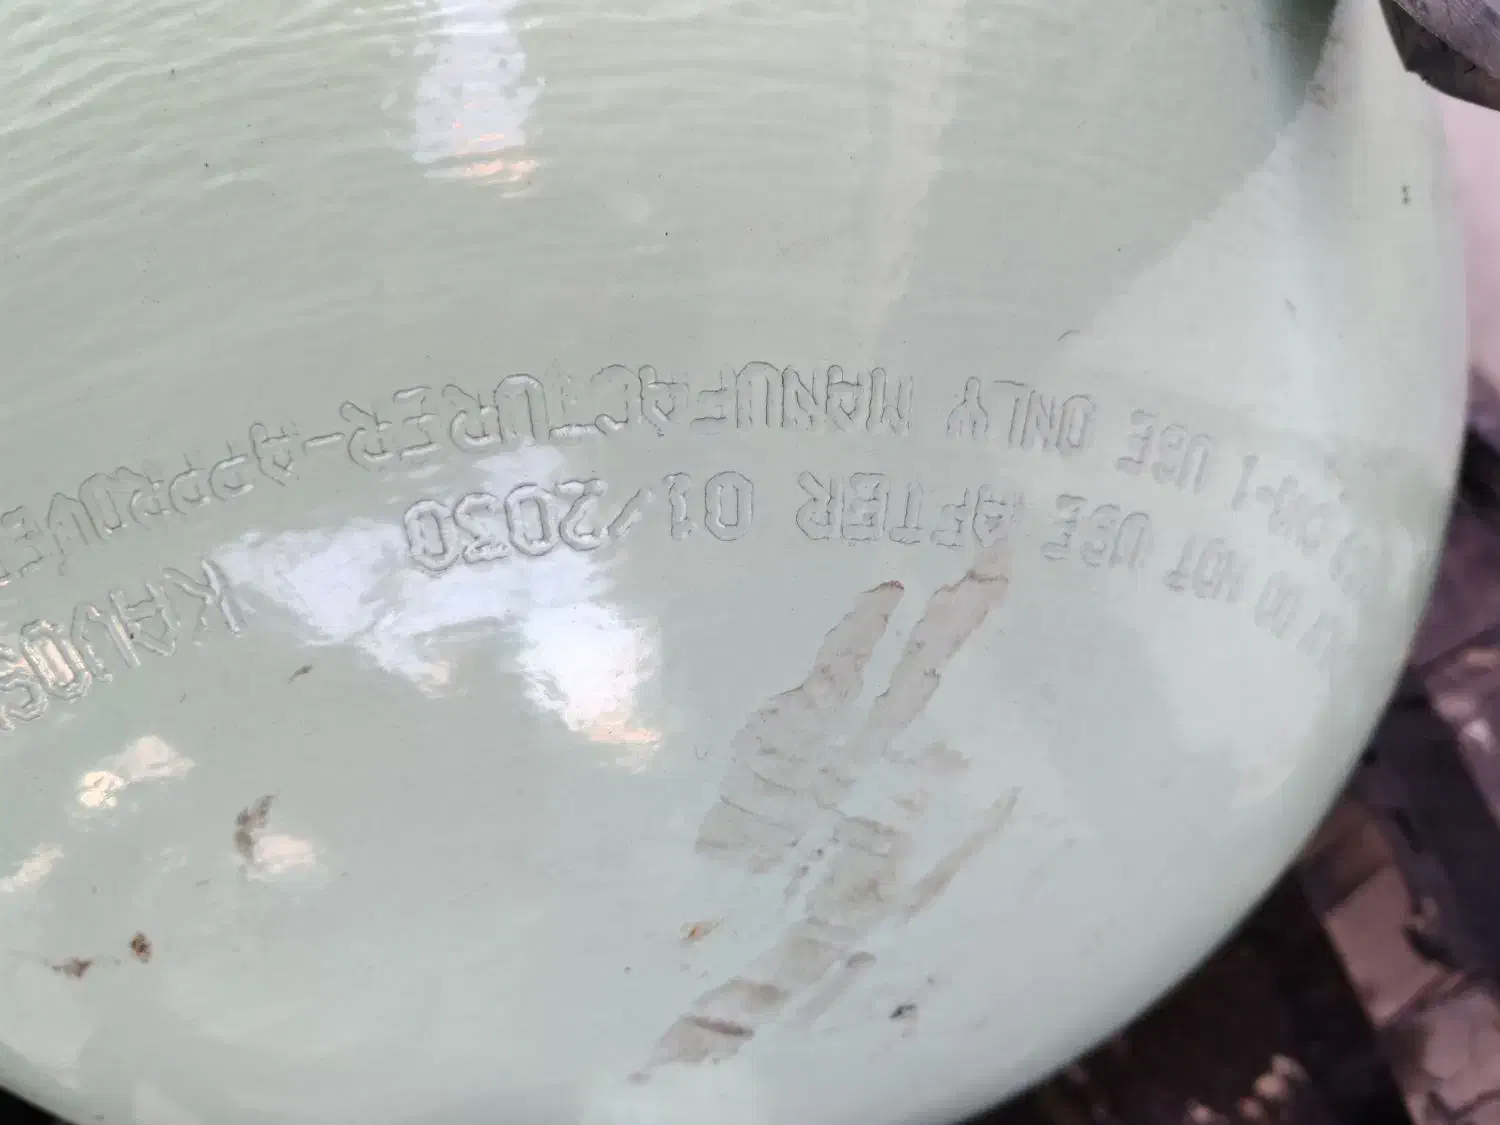 DO NOT USE AFTER 01/2030
USE ONLY MANUFACTURER-APPROVE